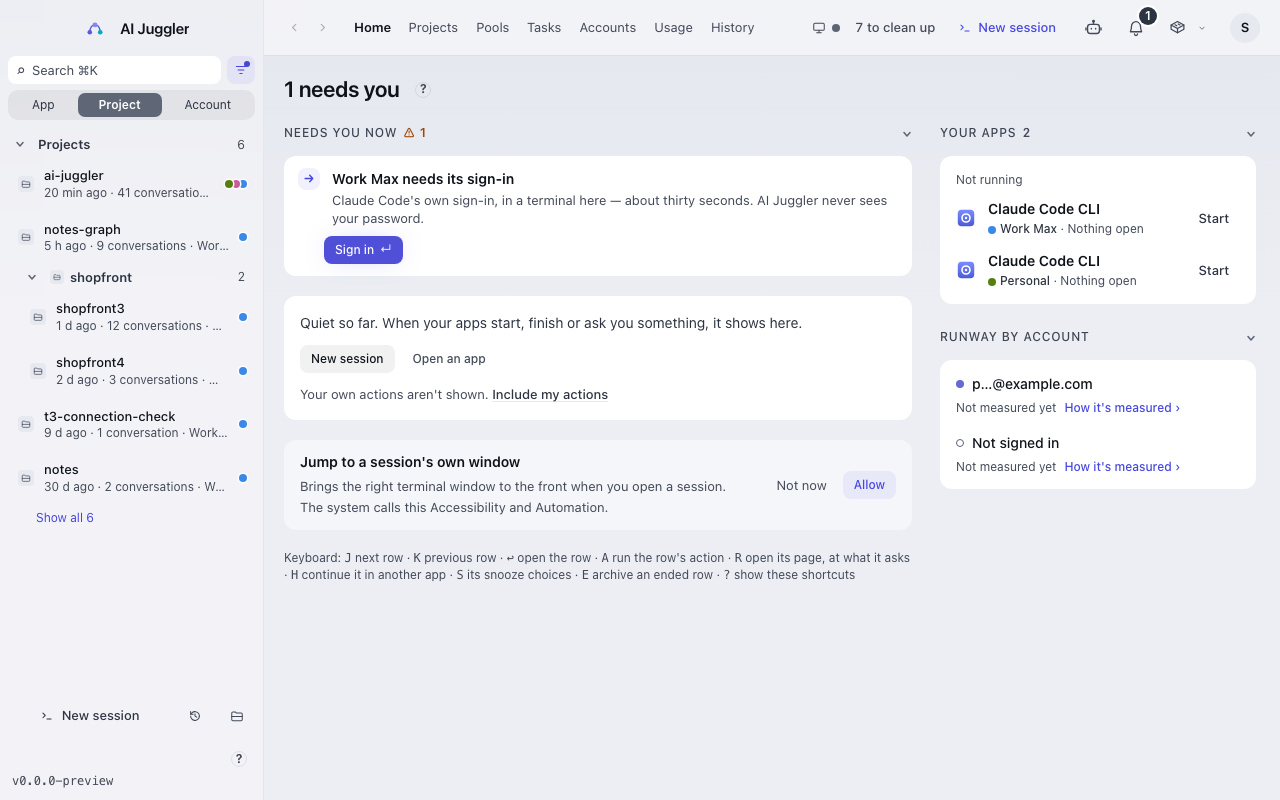 AI Juggler
Search ⌘K
App Project Account
Projects 6
ai-juggler
20 min ago · 41 conversatio...
notes-graph
5 h ago · 9 conversations · Wor...
shopfront 2
shopfront3
1 d ago · 12 conversations · ...
shopfront4
2 d ago · 3 conversations · ...
t3-connection-check
9 d ago · 1 conversation · Work...
notes
30 d ago · 2 conversations · W...
Show all 6
New session
?
v0.0.0-preview
Home Projects Pools Tasks Accounts Usage History
7 to clean up
New session
1
S
1 needs you ?
NEEDS YOU NOW 1
Work Max needs its sign-in
Claude Code's own sign-in, in a terminal here — about thirty seconds. AI Juggler never sees
your password.
Sign in ↵
Quiet so far. When your apps start, finish or ask you something, it shows here.
New session Open an app
Your own actions aren't shown. Include my actions
Jump to a session's own window
Brings the right terminal window to the front when you open a session.
The system calls this Accessibility and Automation.
Not now Allow
Keyboard: J next row · K previous row · ↩ open the row · A run the row's action · R open its page, at what it asks
· H continue it in another app · S its snooze choices · E archive an ended row · ? show these shortcuts
YOUR APPS 2
Not running
Claude Code CLI
Work Max · Nothing open
Start
Claude Code CLI
Personal · Nothing open
Start
RUNWAY BY ACCOUNT
p...@example.com
Not measured yet How it's measured ›
Not signed in
Not measured yet How it's measured ›